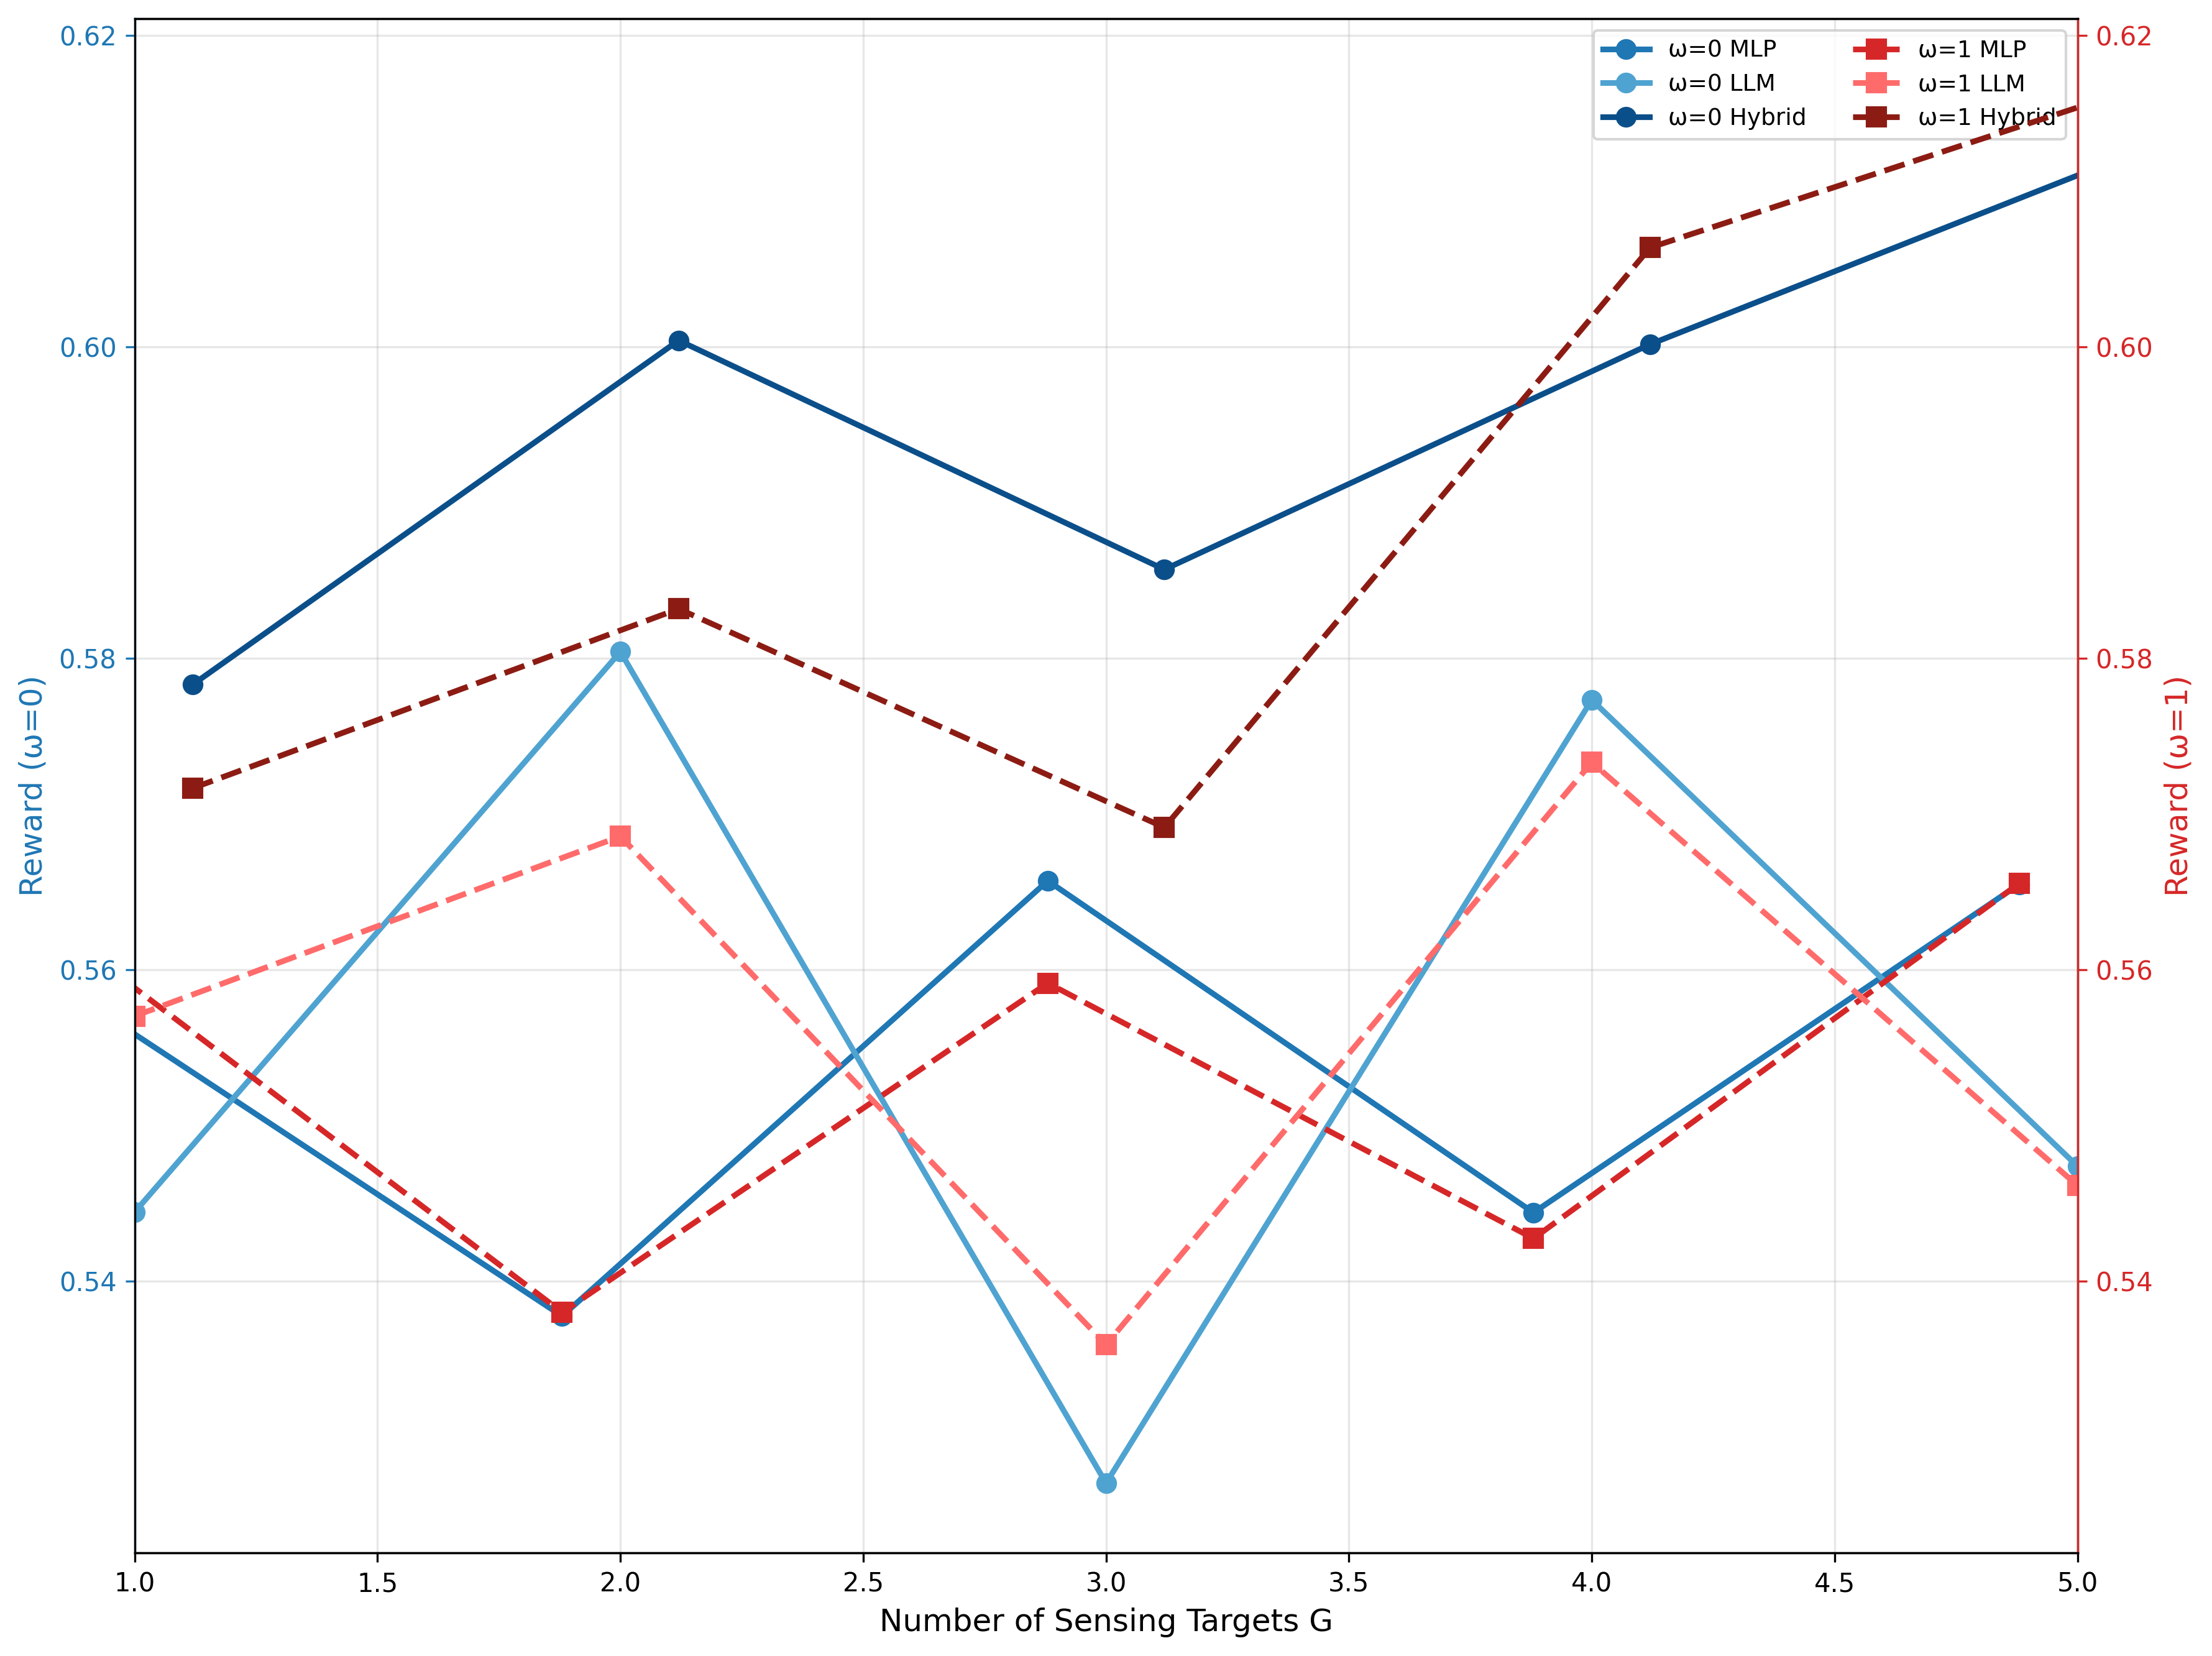 0.62
0.60
0.58
0.56
0.54
Reward (ω=0)
ω=0 MLP
ω=0 LLM
ω=0 Hybrid
ω=1 MLP
ω=1 LLM
ω=1 Hybrid
0.62
0.60
0.58
0.56
0.54
Reward (ω=1)
1.0 1.5 2.0 2.5 3.0 3.5 4.0 4.5 5.0
Number of Sensing Targets G